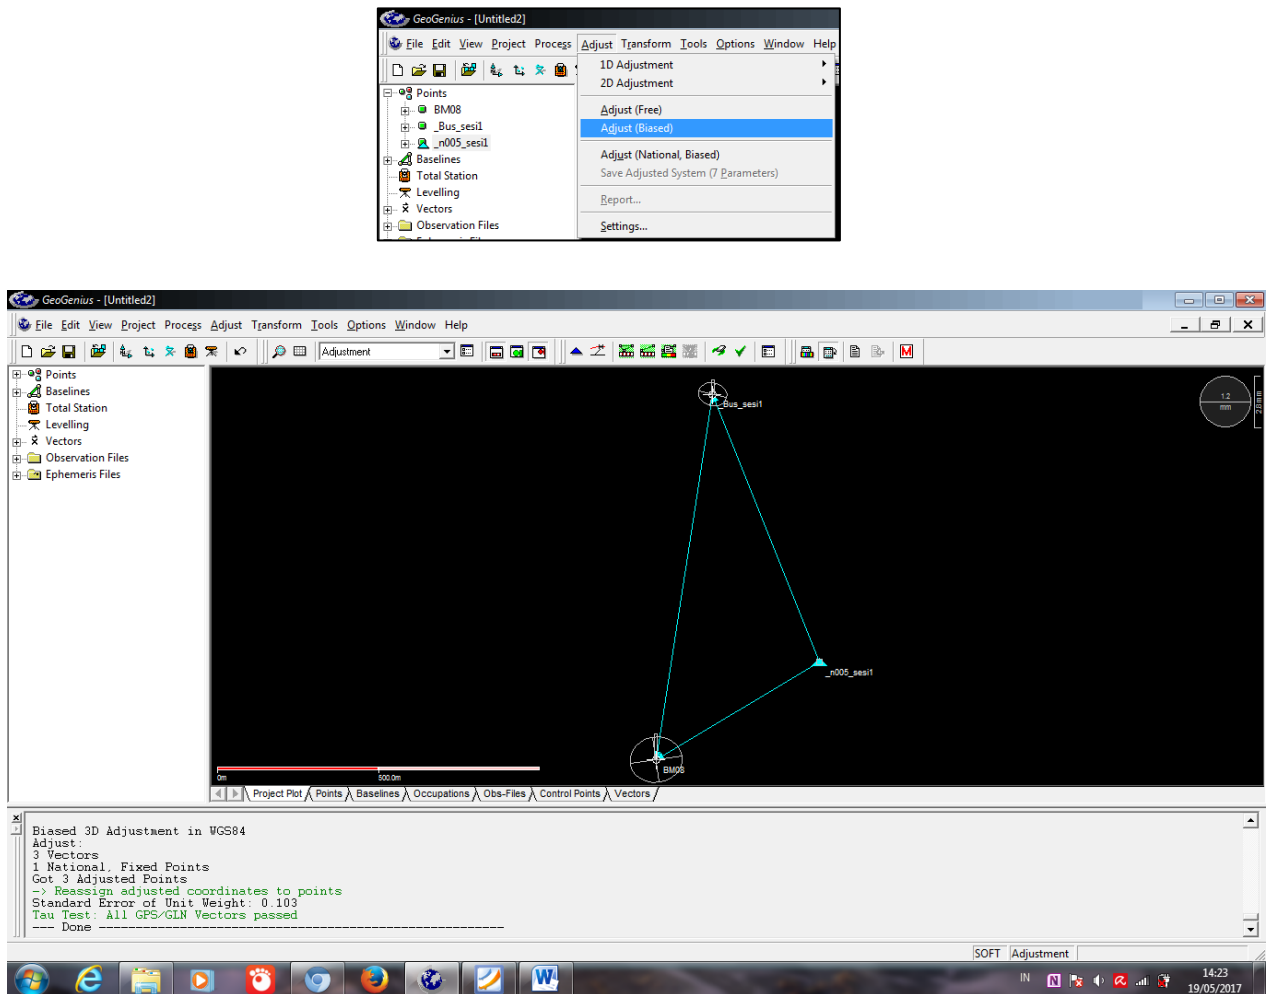 GeoGenius - [Untitled2]
File Edit View Project Process Adjust Transform Tools Options Window Help
1D Adjustment
2D Adjustment
Adjust (Free)
Adjust (Biased)
Adjust (National, Biased)
Save Adjusted System (7 Parameters)
Report...
Settings...
Points
BM08
_Bus_sesi1
_n005_sesi1
Baselines
Total Station
Levelling
Vectors
Observation Files
GeoGenius - [Untitled2]
File Edit View Project Process Adjust Transform Tools Options Window Help
Adjustment
M
Points
Baselines
Total Station
Levelling
Vectors
Observation Files
Ephemeris Files
_Bus_sesi1
1.2
mm
2.8mm
_n005_sesi1
BM08
0m 500.0m
Project Plot Points Baselines Occupations Obs-Files Control Points Vectors
Biased 3D Adjustment in WGS84
Adjust:
3 Vectors
1 National, Fixed Points
Got 3 Adjusted Points
-> Reassign adjusted coordinates to points
Standard Error of Unit Weight: 0.103
Tau Test: All GPS/GLN Vectors passed
--- Done -------------------------------------------------------
SOFT Adjustment
IN
14:23
19/05/2017